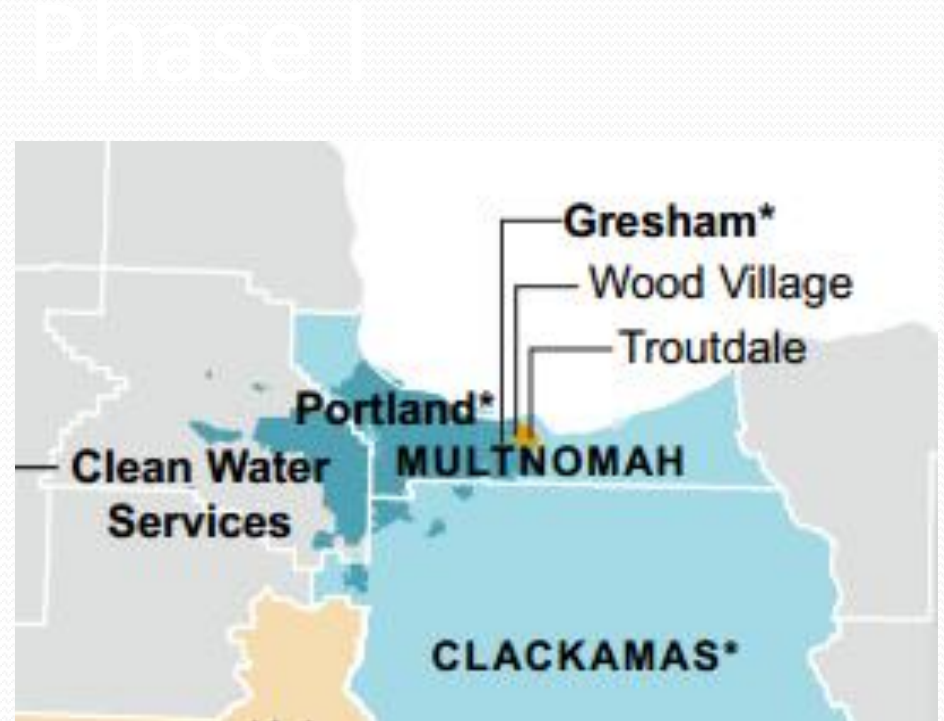 Phase I
Gresham*
Wood Village
Troutdale
Portland*
MULTNOMAH
Clean Water
Services
CLACKAMAS*